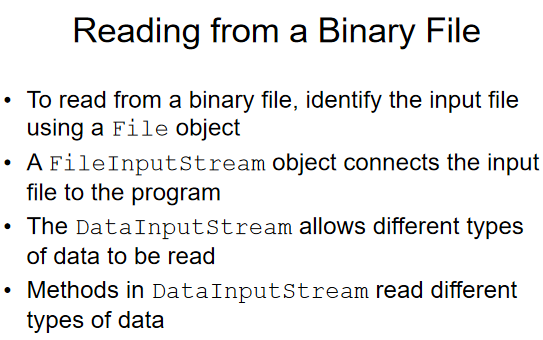 Reading from a Binary File
• To read from a binary file, identify the input file
using a File object
• A FileInputStream object connects the input
file to the program
• The DataInputStream allows different types
of data to be read
• Methods in DataInputStream read different
types of data